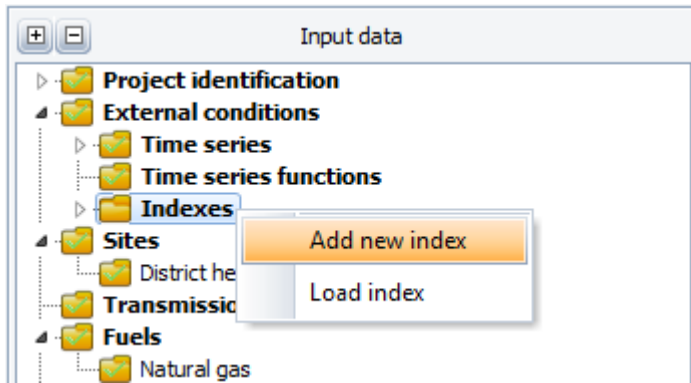 Input data
Project identification
External conditions
Time series
Time series functions
Indexes
Add new index
Sites
District he
Load index
Transmissio
Fuels
Natural gas